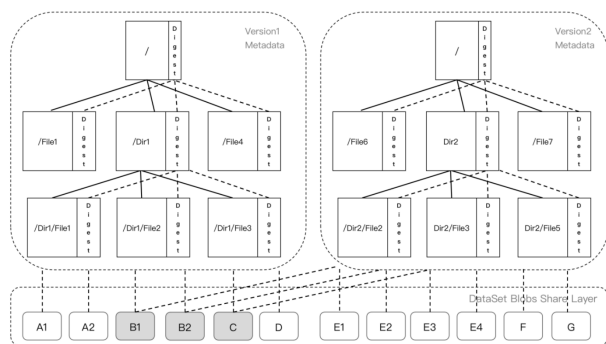 Version1
Metadata
/
Digest
Version2
Metadata
/
Digest
/File1
Digest
/Dir1
Digest
/File4
Digest
/File6
Digest
Dir2
Digest
/File7
Digest
/Dir1/File1
Digest
/Dir1/File2
Digest
/Dir1/File3
Digest
/Dir2/File2
Digest
/Dir2/File3
Digest
Dir2/File5
Digest
DataSet Blobs Share Layer
A1
A2
B1
B2
C
D
E1
E2
E3
E4
F
G